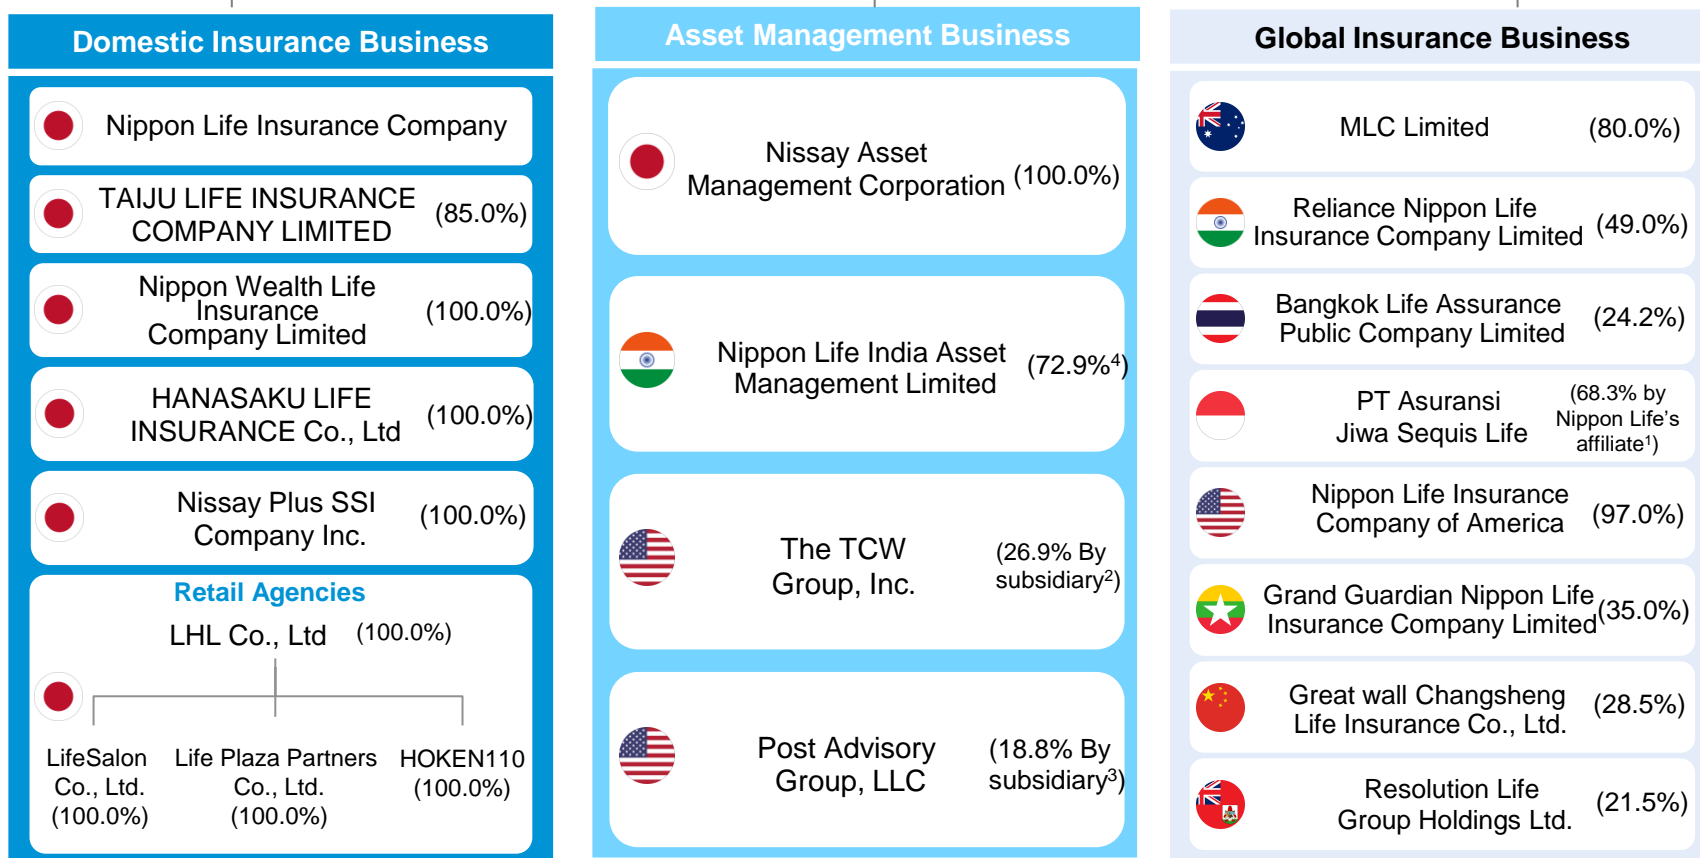 Domestic Insurance Business
Nippon Life Insurance Company
TAIJU LIFE INSURANCE
COMPANY LIMITED
(85.0%)
Nippon Wealth Life
Insurance
Company Limited
(100.0%)
HANASAKU LIFE
INSURANCE Co., Ltd
(100.0%)
Nissay Plus SSI
Company Inc.
(100.0%)
Retail Agencies
LHL Co., Ltd (100.0%)
LifeSalon
Co., Ltd.
(100.0%)
Life Plaza Partners
Co., Ltd.
(100.0%)
HOKEN110
(100.0%)
Asset Management Business
Nissay Asset
Management Corporation
(100.0%)
Nippon Life India Asset
Management Limited
(72.9%⁴)
The TCW
Group, Inc.
(26.9% By
subsidiary²)
Post Advisory
Group, LLC
(18.8% By
subsidiary³)
Global Insurance Business
MLC Limited (80.0%)
Reliance Nippon Life
Insurance Company Limited
(49.0%)
Bangkok Life Assurance
Public Company Limited
(24.2%)
PT Asuransi
Jiwa Sequis Life
(68.3% by
Nippon Life’s
affiliate¹)
Nippon Life Insurance
Company of America
(97.0%)
Grand Guardian Nippon Life
Insurance Company Limited
(35.0%)
Great wall Changsheng
Life Insurance Co., Ltd.
(28.5%)
Resolution Life
Group Holdings Ltd.
(21.5%)